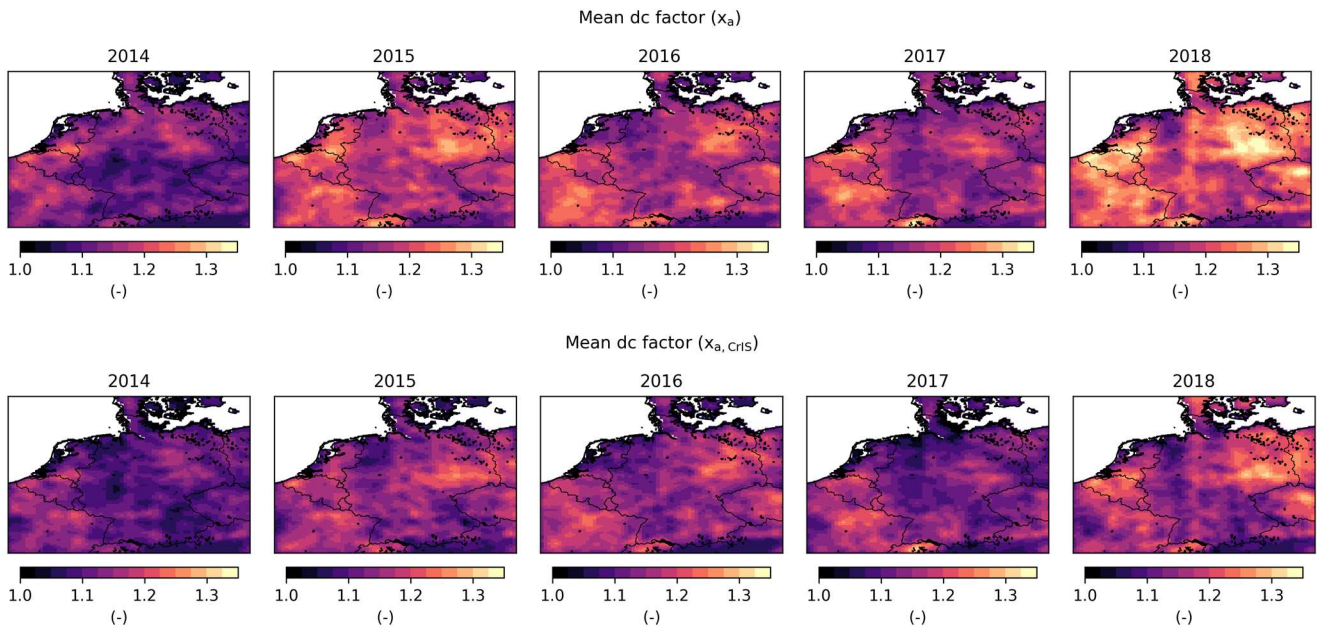 Mean dc factor (xa)
2014 2015 2016 2017 2018
1.0 1.1 1.2 1.3 1.0 1.1 1.2 1.3 1.0 1.1 1.2 1.3 1.0 1.1 1.2 1.3 1.0 1.1 1.2 1.3
(-) (-) (-) (-) (-)
Mean dc factor (xa, CrIS)
2014 2015 2016 2017 2018
1.0 1.1 1.2 1.3 1.0 1.1 1.2 1.3 1.0 1.1 1.2 1.3 1.0 1.1 1.2 1.3 1.0 1.1 1.2 1.3
(-) (-) (-) (-) (-)